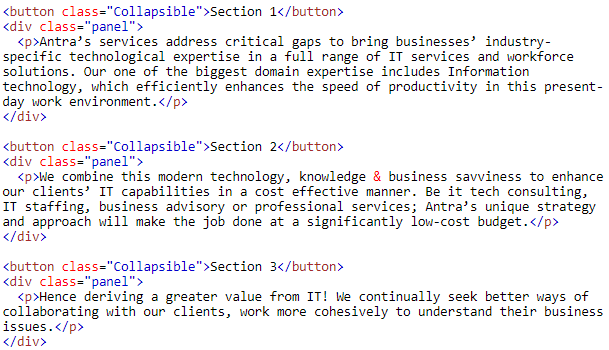 <button class="Collapsible">Section 1</button>
<div class="panel">
  <p>Antra’s services address critical gaps to bring businesses’ industry-
specific technological expertise in a full range of IT services and workforce
solutions. Our one of the biggest domain expertise includes Information
technology, which efficiently enhances the speed of productivity in this present-
day work environment.</p>
</div>

<button class="Collapsible">Section 2</button>
<div class="panel">
  <p>We combine this modern technology, knowledge & business savviness to enhance
our clients’ IT capabilities in a cost effective manner. Be it tech consulting,
IT staffing, business advisory or professional services; Antra’s unique strategy
and approach will make the job done at a significantly low-cost budget.</p>
</div>

<button class="Collapsible">Section 3</button>
<div class="panel">
  <p>Hence deriving a greater value from IT! We continually seek better ways of
collaborating with our clients, work more cohesively to understand their business
issues.</p>
</div>